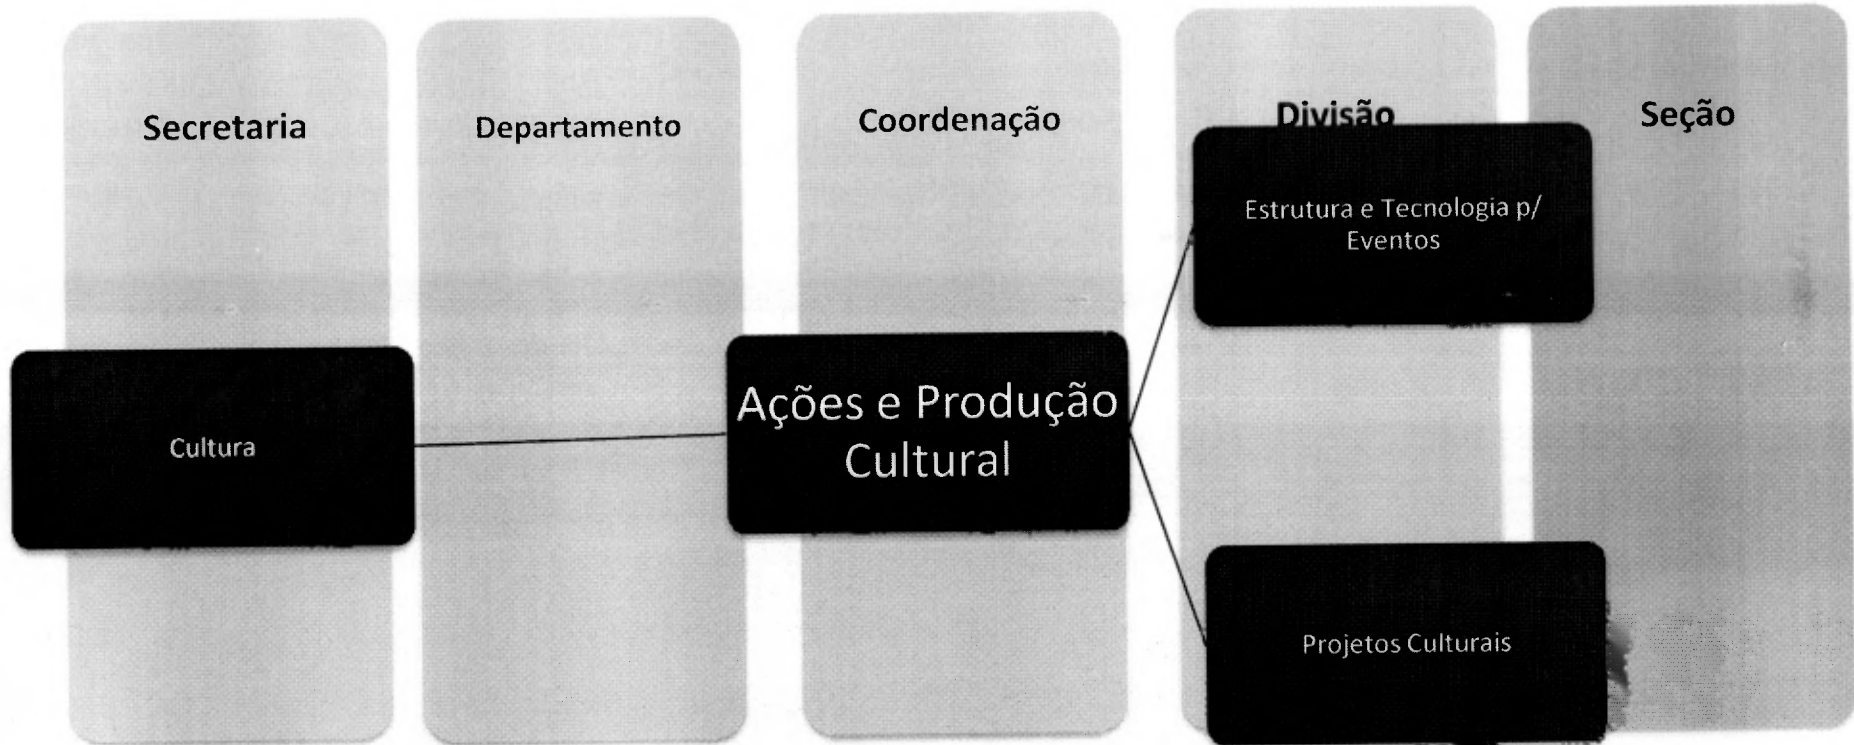 Secretaria
Departamento
Coordenação
Divisão
Seção
Cultura
Ações e Produção
Cultural
Estrutura e Tecnologia p/
Eventos
Projetos Culturais